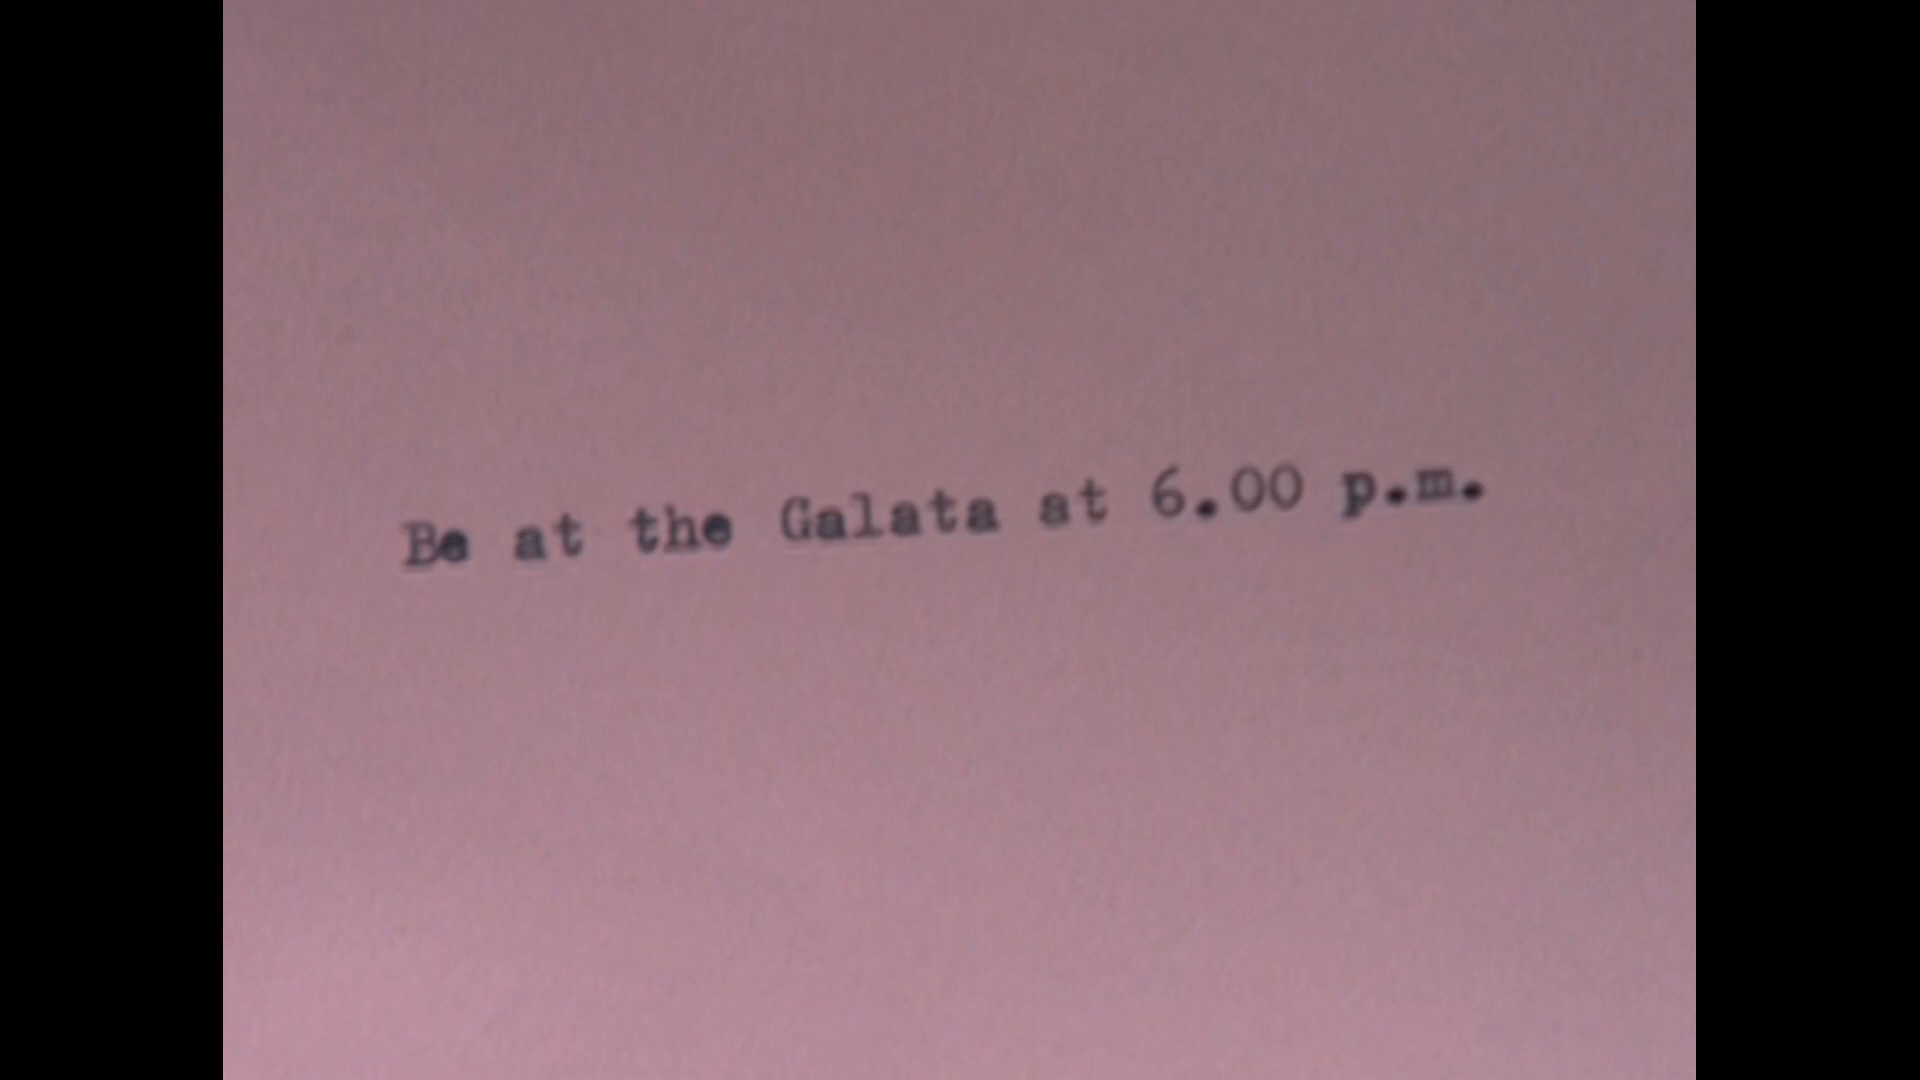 Be at the Galata at 6.00 p.m.